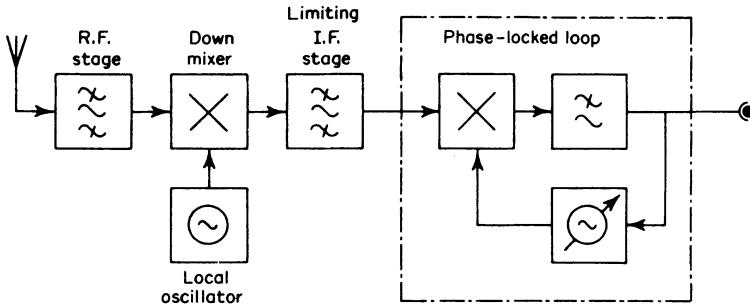 R.F.
stage
Down
mixer
Limiting
I.F.
stage
Phase-locked loop
Local
oscillator